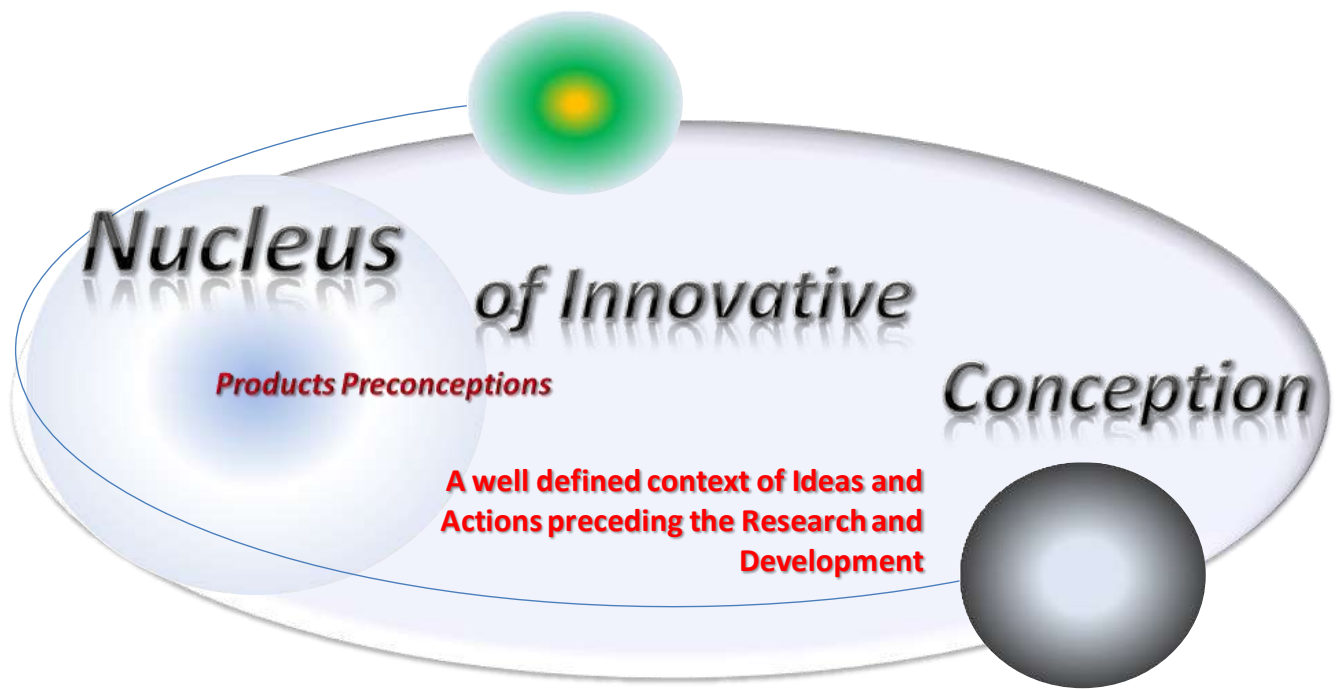 Nucleus
of Innovative
Conception
Products Preconceptions
A well defined context of Ideas and
Actions preceding the Research and
Development